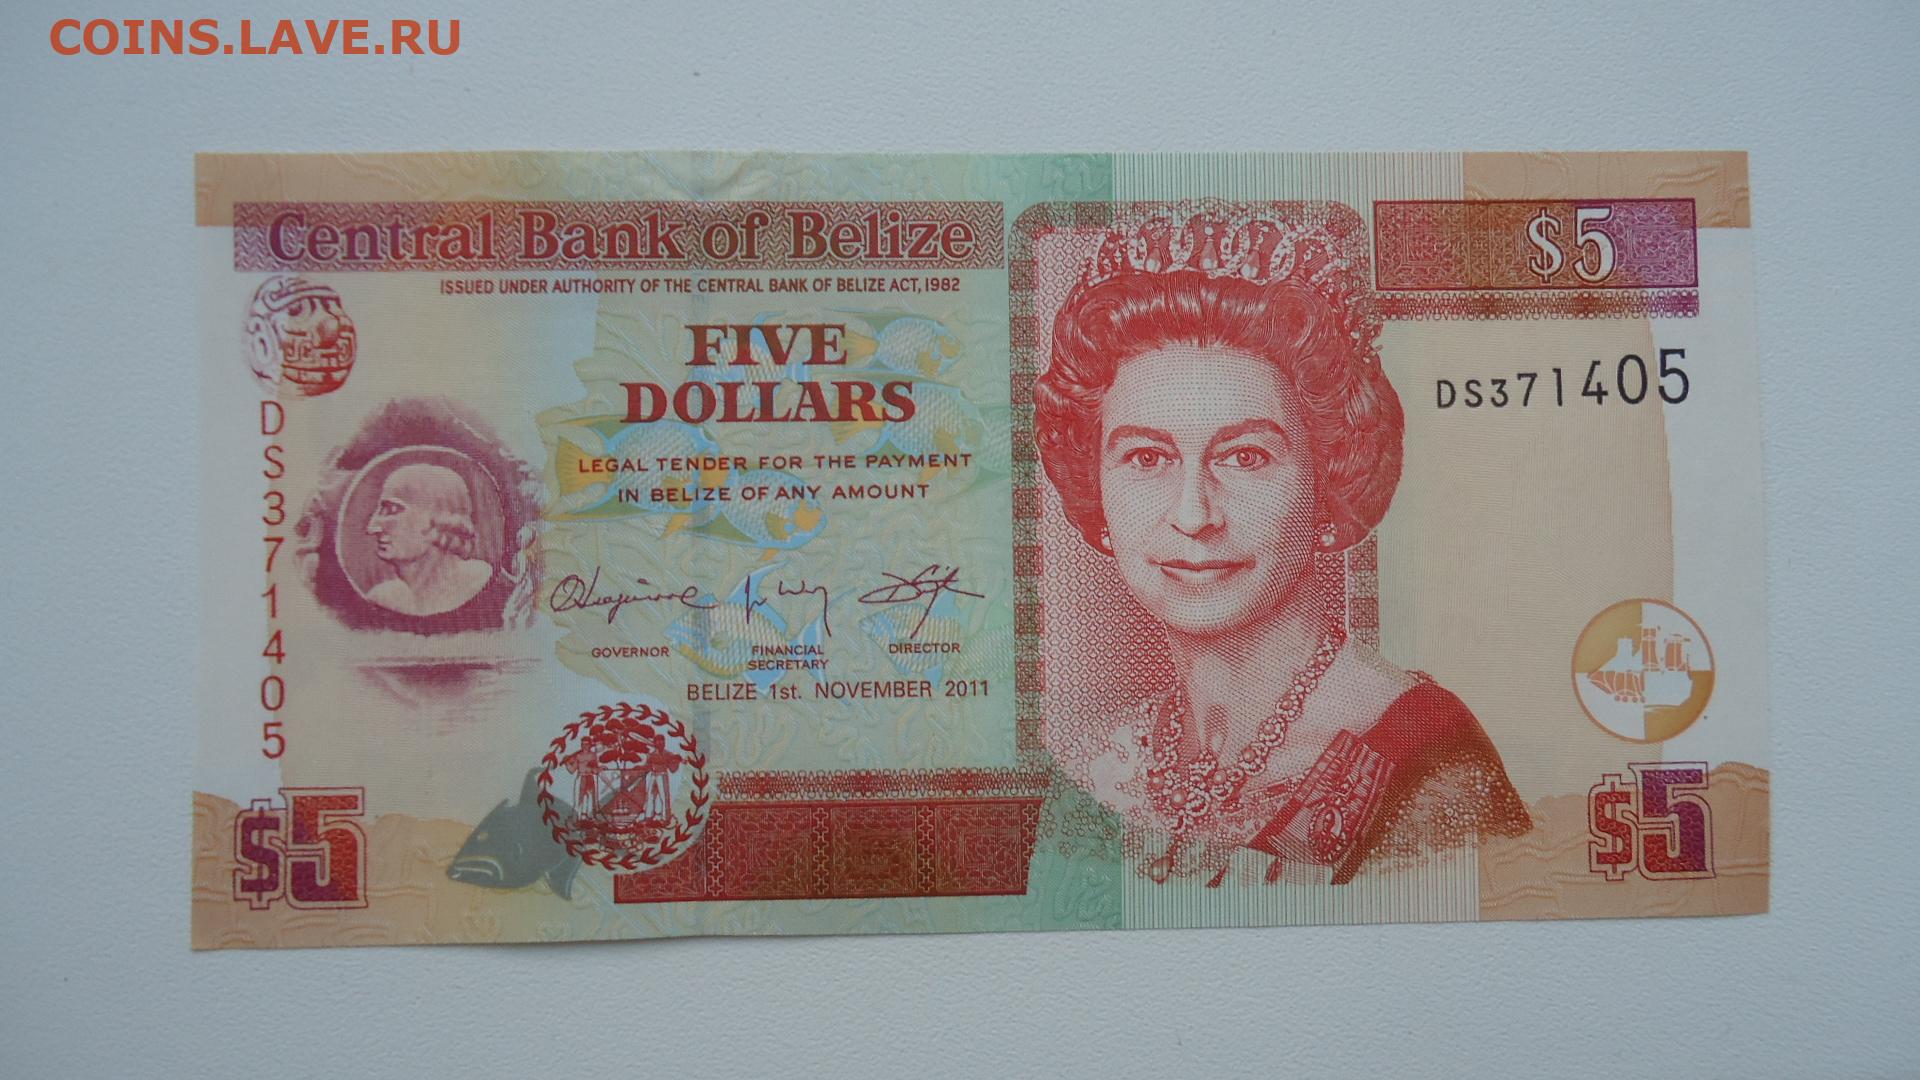 COINS.LAVE.RU
Central Bank of Belize
$5
ISSUED UNDER AUTHORITY OF THE CENTRAL BANK OF BELIZE ACT, 1982
FIVE
DOLLARS
DS371405
DS371405
LEGAL TENDER FOR THE PAYMENT
IN BELIZE OF ANY AMOUNT
GOVERNOR
FINANCIAL
SECRETARY
DIRECTOR
BELIZE 1st. NOVEMBER 2011
$5
$5